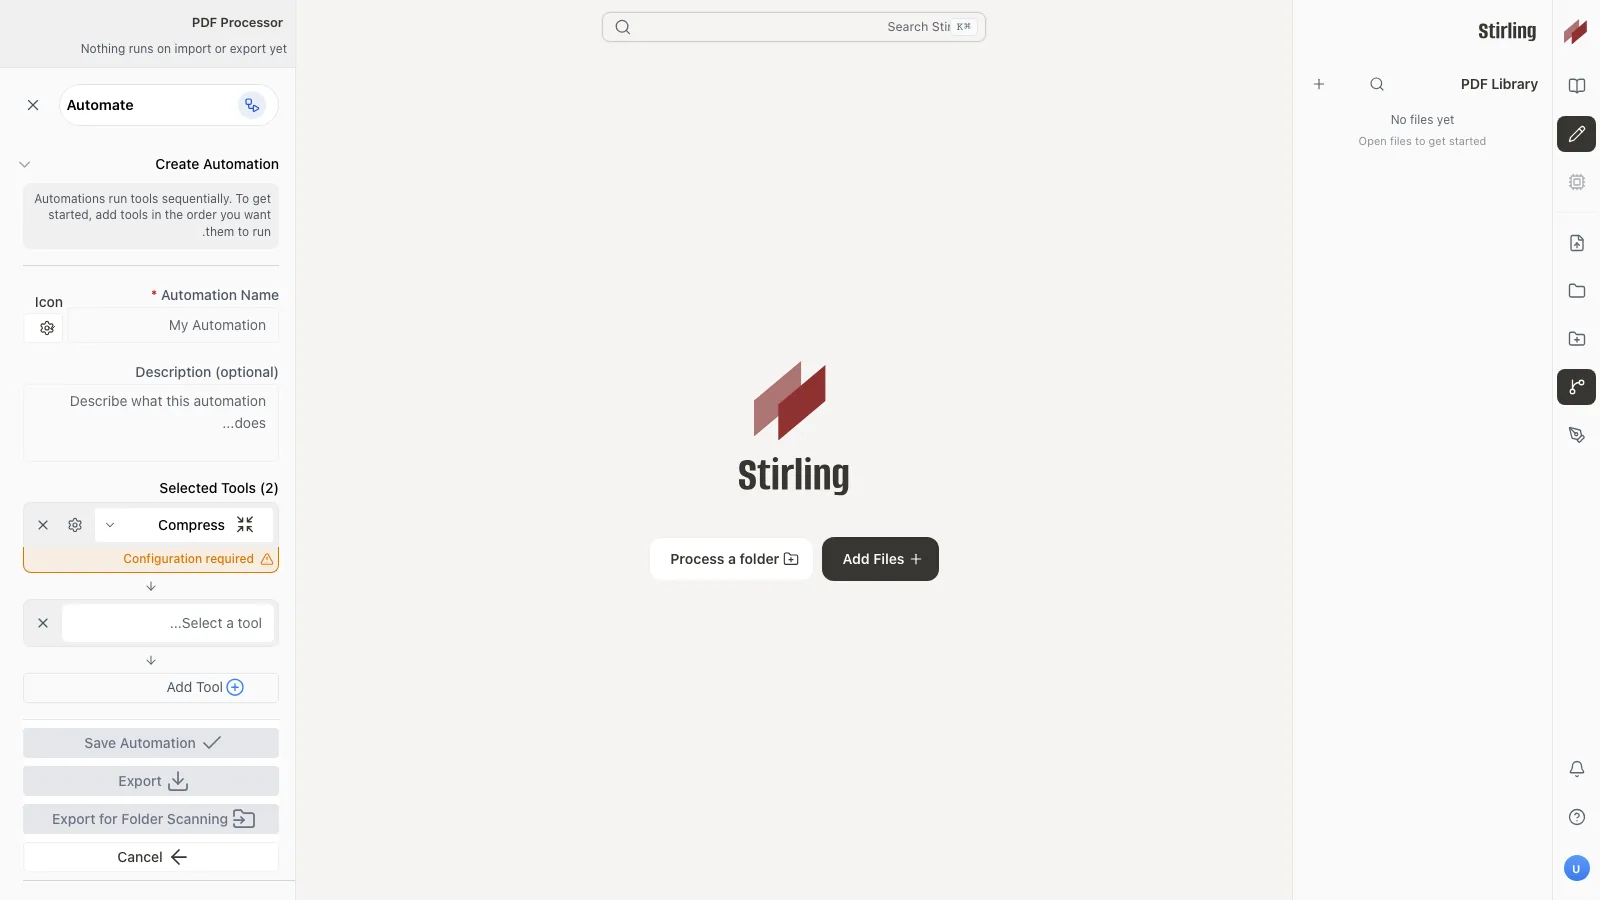 PDF Processor
Nothing runs on import or export yet
Automate
Create Automation
Automations run tools sequentially. To get
started, add tools in the order you want
.them to run
Icon
* Automation Name
My Automation
Description (optional)
Describe what this automation
...does
Selected Tools (2)
Compress
Configuration required
...Select a tool
Add Tool
Save Automation
Export
Export for Folder Scanning
Cancel
Search Stir
K⌘
Stirling
Process a folder
Add Files
Stirling
PDF Library
No files yet
Open files to get started
U